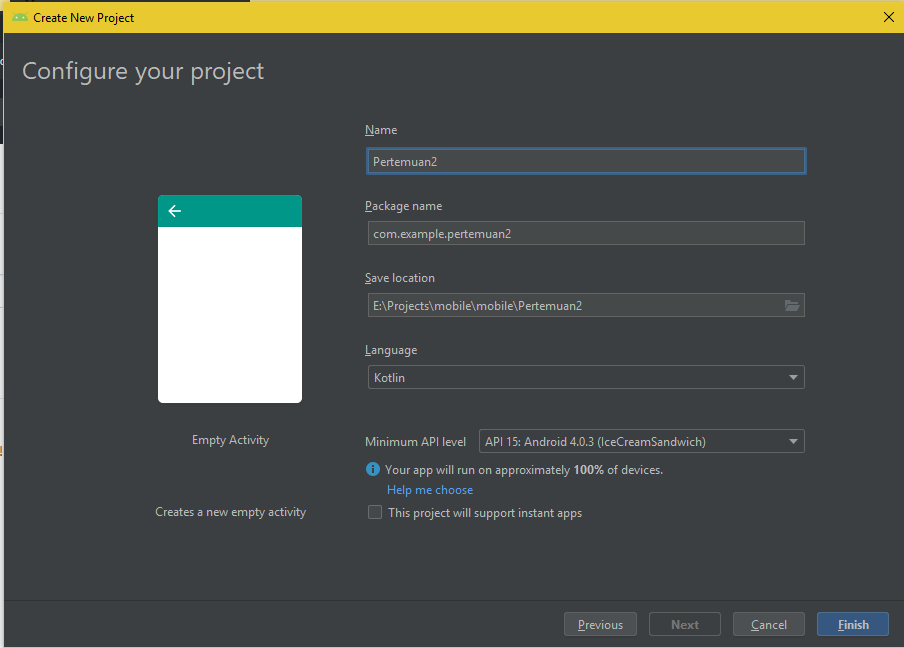 Create New Project
Configure your project
Name
Pertemuan2
Package name
com.example.pertemuan2
Save location
E:\Projects\mobile\mobile\Pertemuan2
Language
Kotlin
Empty Activity
Minimum API level API 15: Android 4.0.3 (IceCreamSandwich)
Your app will run on approximately 100% of devices.
Help me choose
Creates a new empty activity
This project will support instant apps
Previous Next Cancel Finish